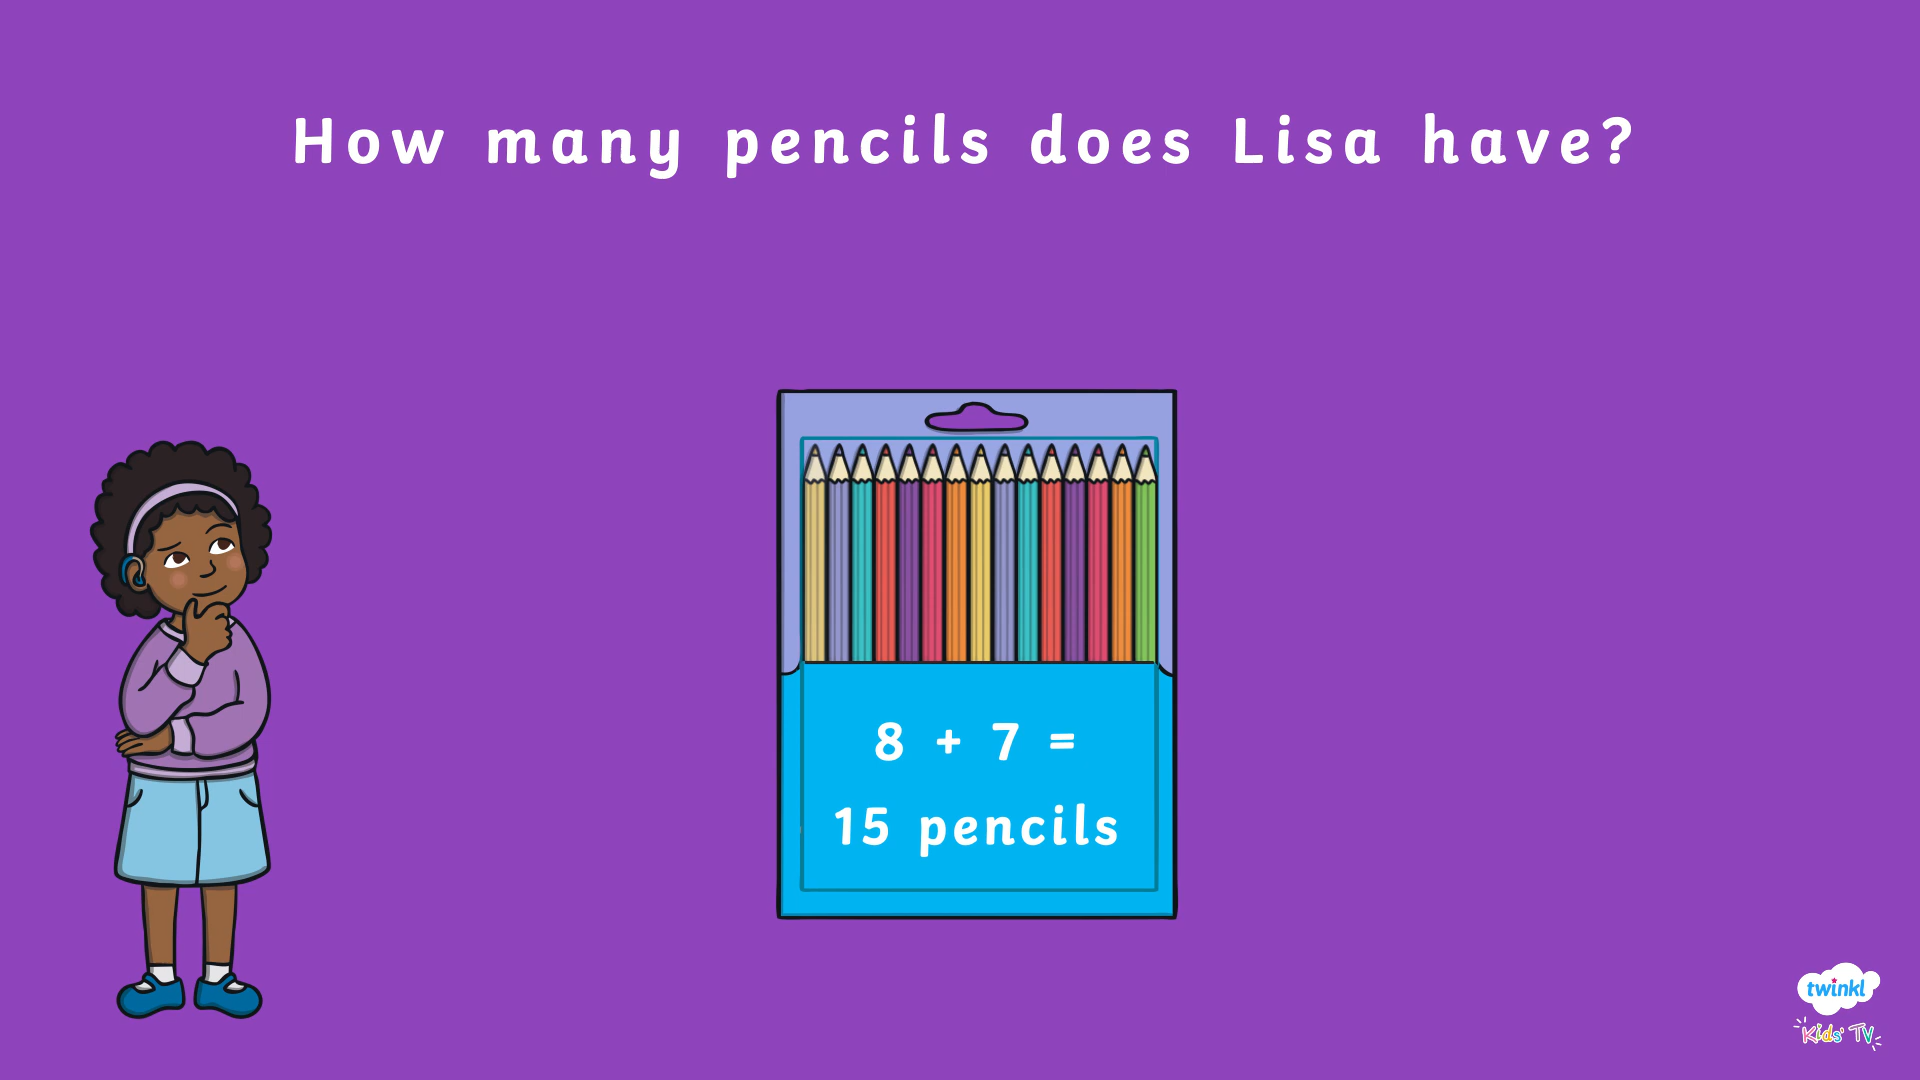 How many pencils does Lisa have?
8 + 7 =
15 pencils
twinkl
Kids' TV